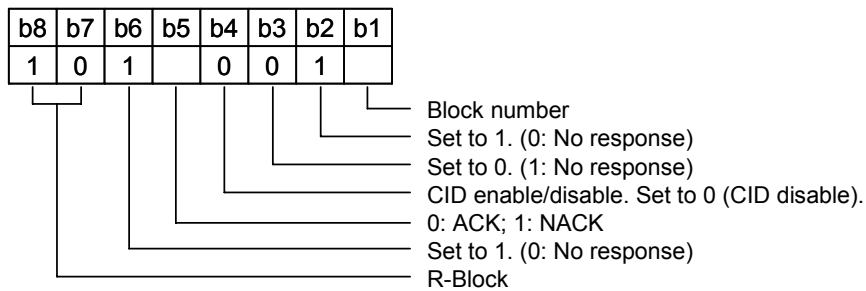 b8 b7 b6 b5 b4 b3 b2 b1
1 0 1 0 0 1
Block number
Set to 1. (0: No response)
Set to 0. (1: No response)
CID enable/disable. Set to 0 (CID disable).
0: ACK; 1: NACK
Set to 1. (0: No response)
R-Block